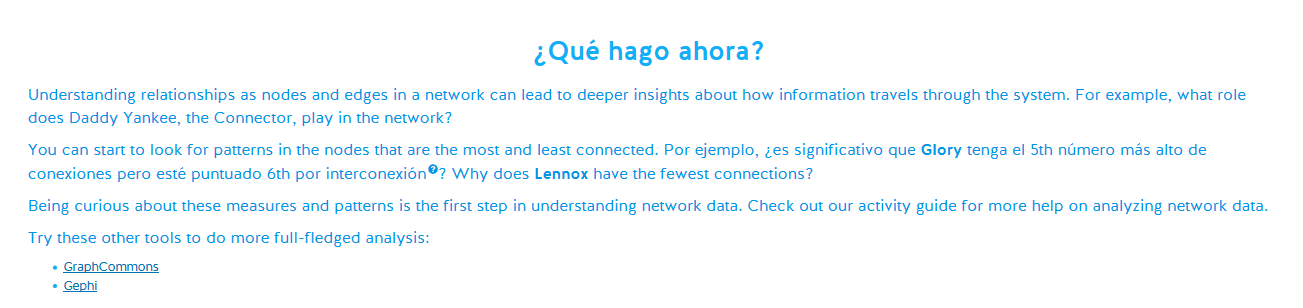 ¿Qué hago ahora?
Understanding relationships as nodes and edges in a network can lead to deeper insights about how information travels through the system. For example, what role
does Daddy Yankee, the Connector, play in the network?
You can start to look for patterns in the nodes that are the most and least connected. Por ejemplo, ¿es significativo que Glory tenga el 5th número más alto de
conexiones pero esté puntuado 6th por interconexión?? Why does Lennox have the fewest connections?
Being curious about these measures and patterns is the first step in understanding network data. Check out our activity guide for more help on analyzing network data.
Try these other tools to do more full-fledged analysis:
• GraphCommons
• Gephi